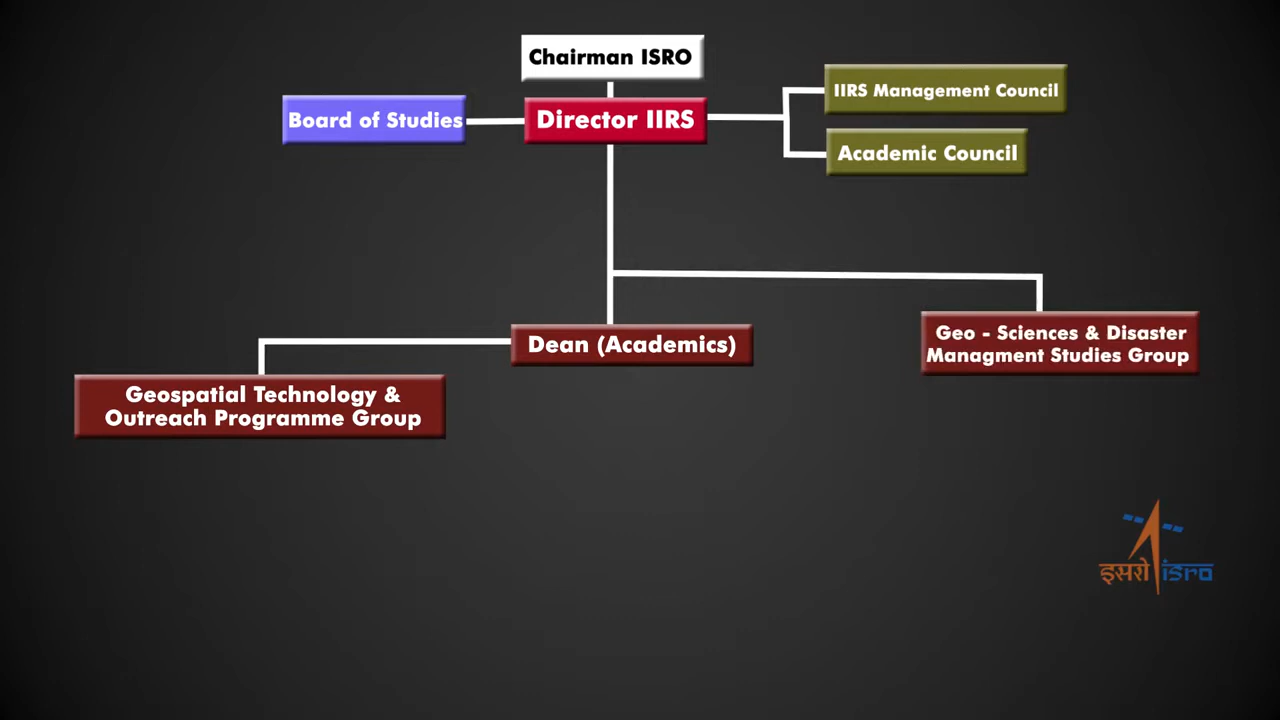 Chairman ISRO
Board of Studies
Director IIRS
IIRS Management Council
Academic Council
Dean (Academics)
Geo - Sciences & Disaster
Managment Studies Group
Geospatial Technology &
Outreach Programme Group
इसरो isro